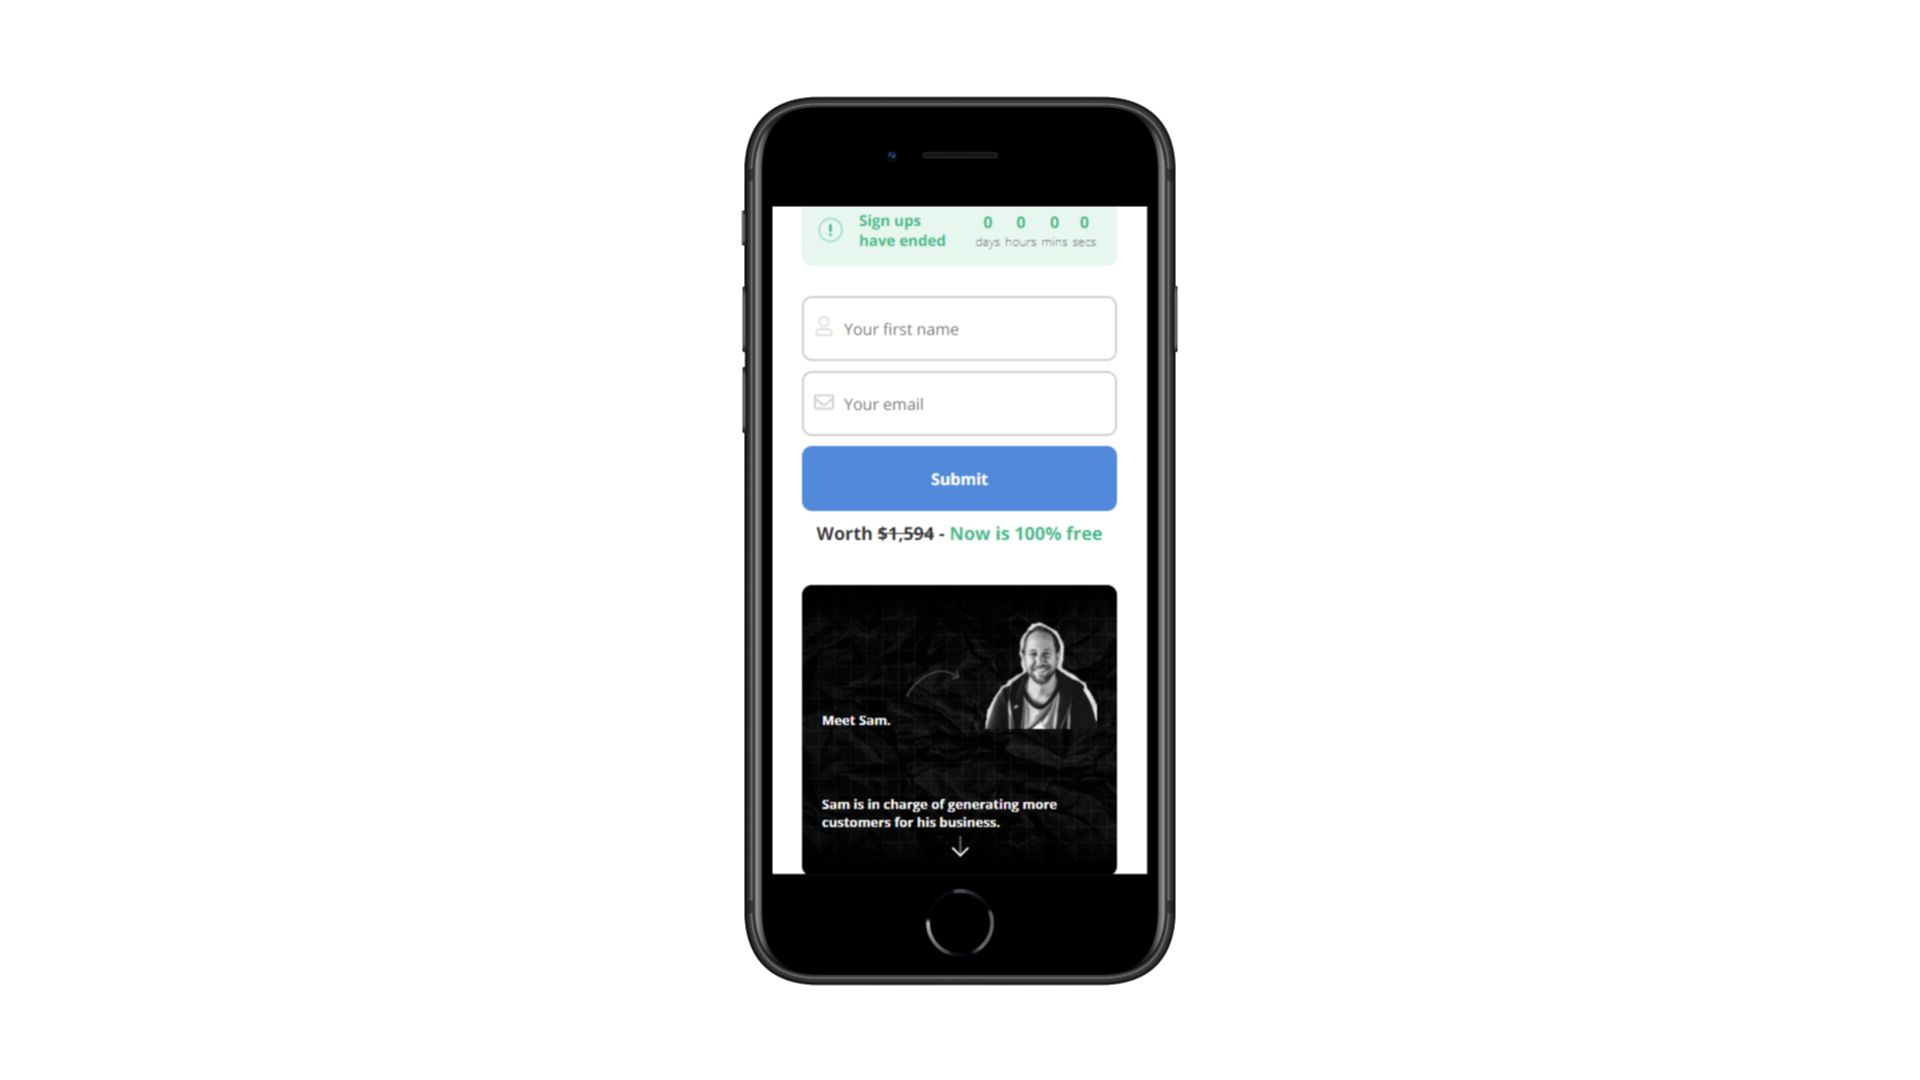 Sign ups
have ended
0 0 0 0
days hours mins secs
Your first name
Your email
Submit
Worth $1,594 - Now is 100% free
Meet Sam.
Sam is in charge of generating more
customers for his business.